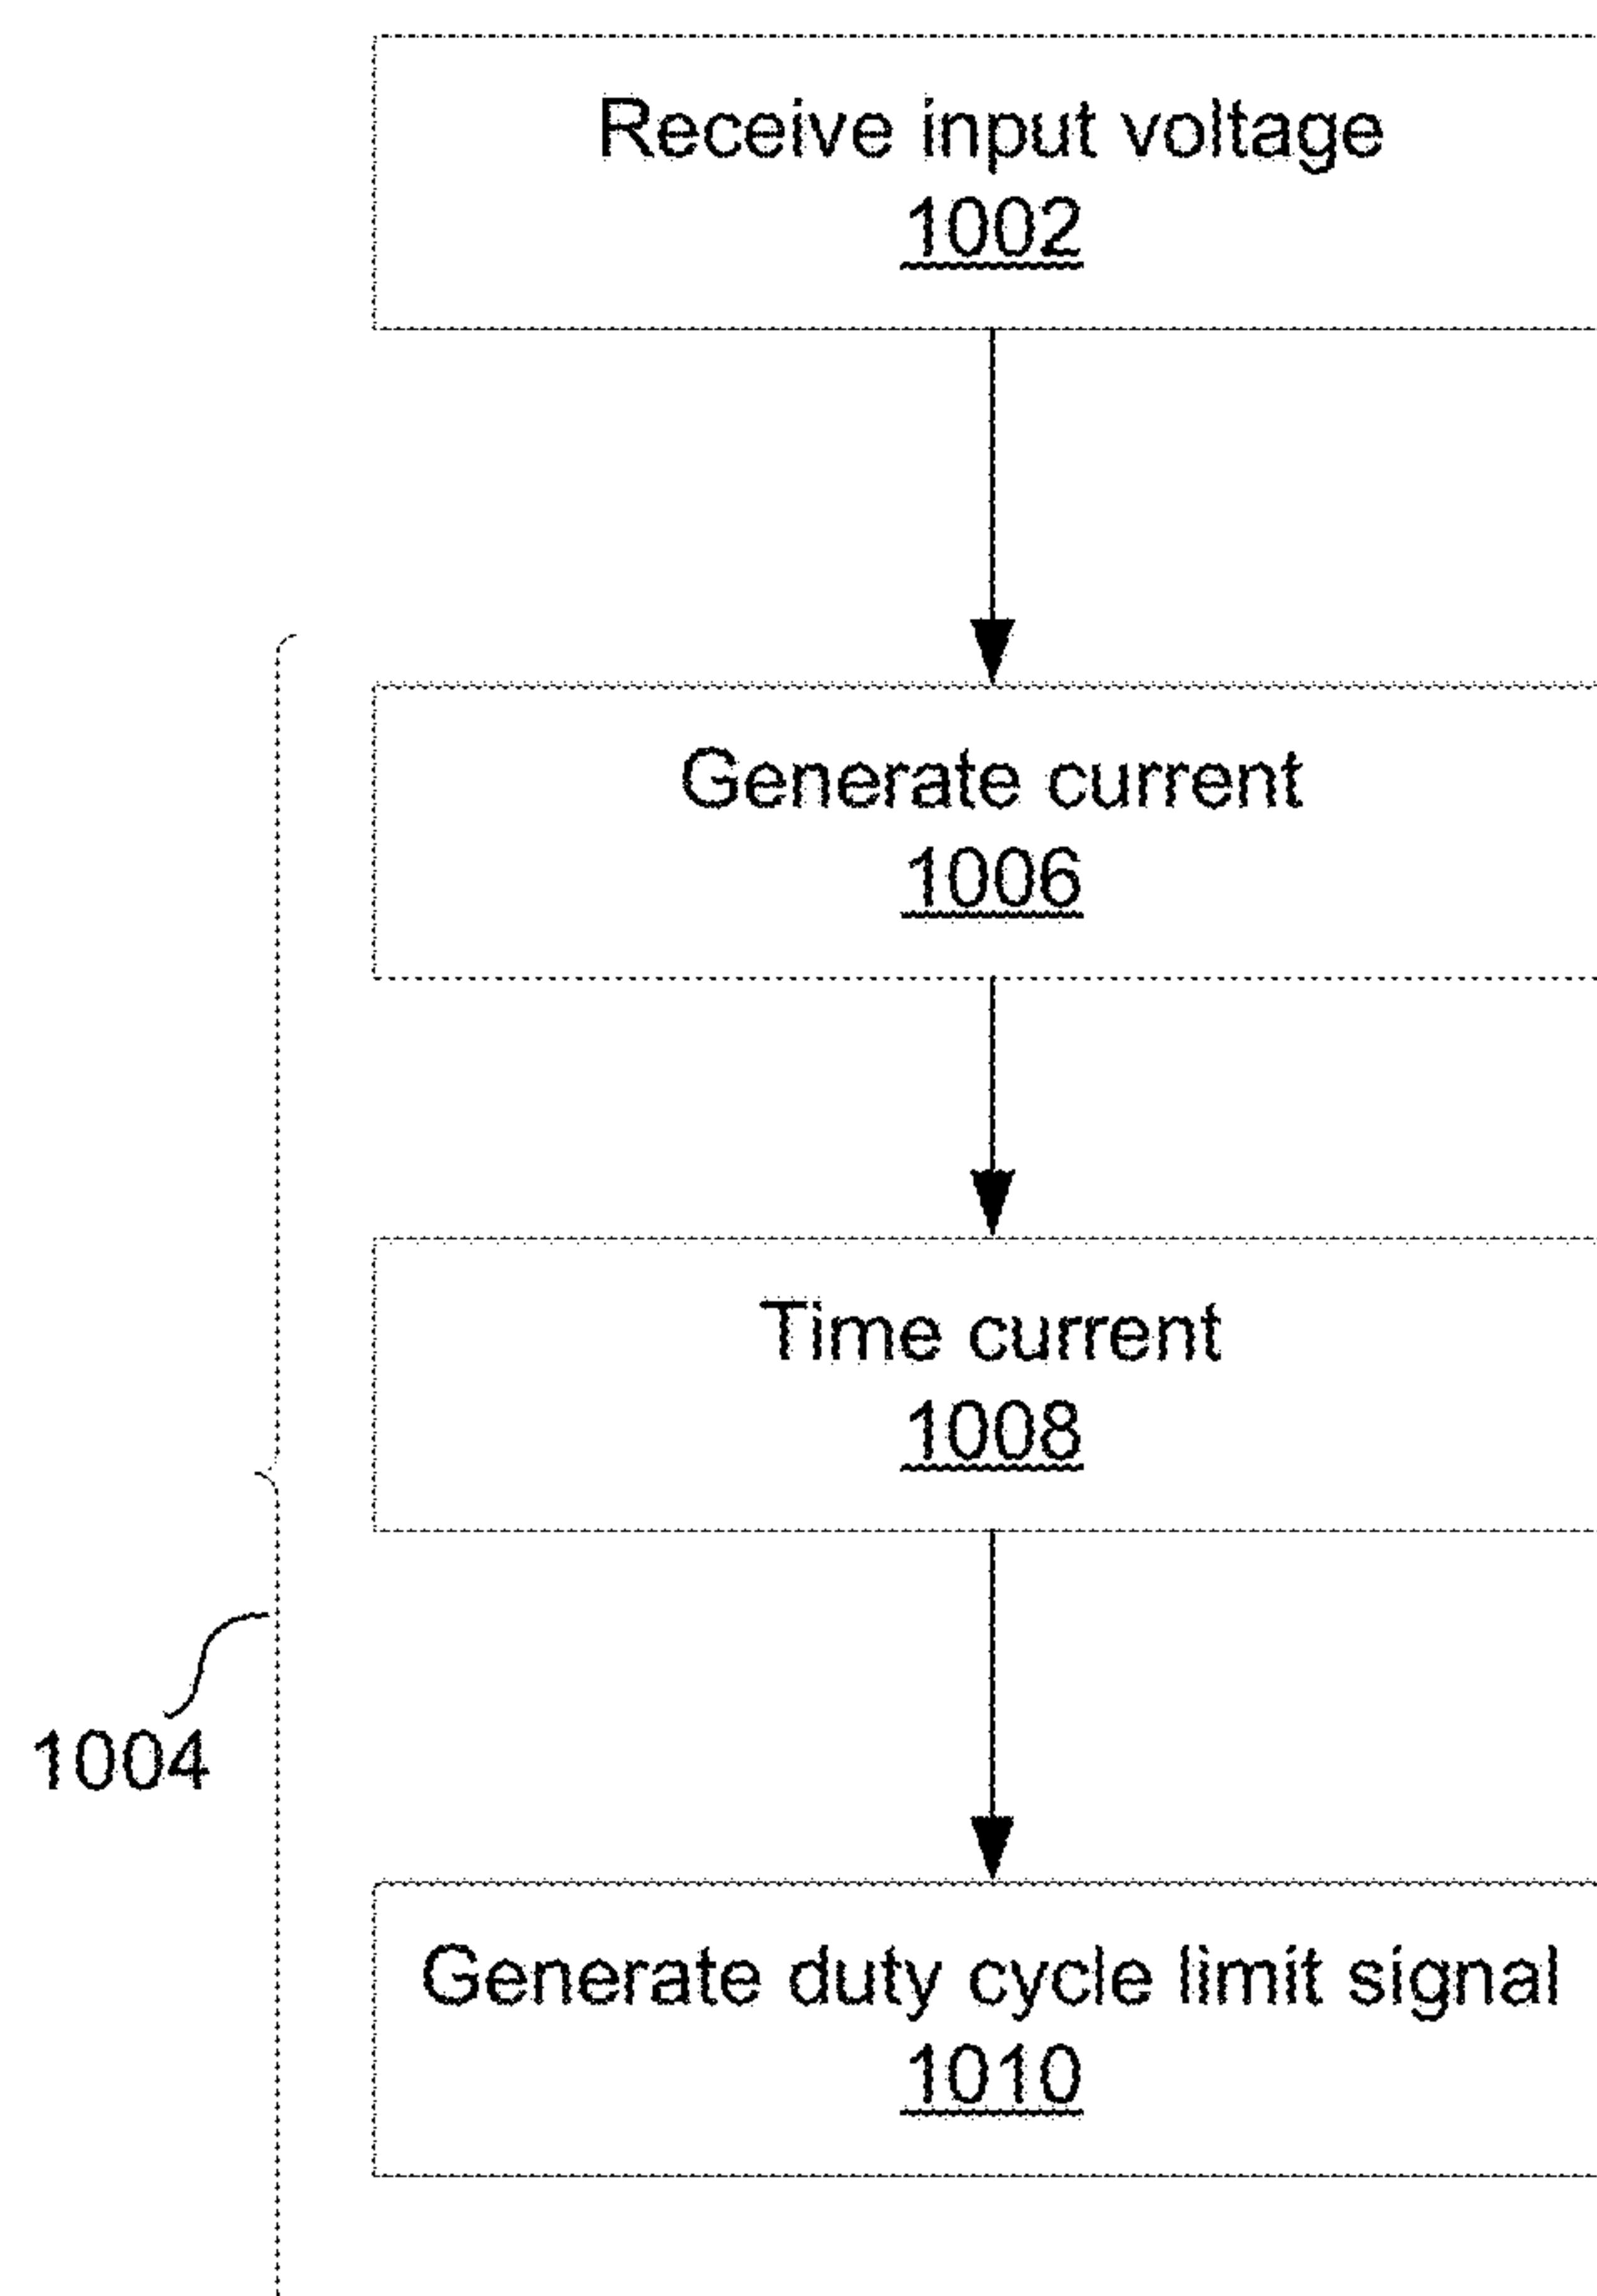 Receive input voltage
1002
Generate current
1006
Time current
1008
1004
Generate duty cycle limit signal
1010